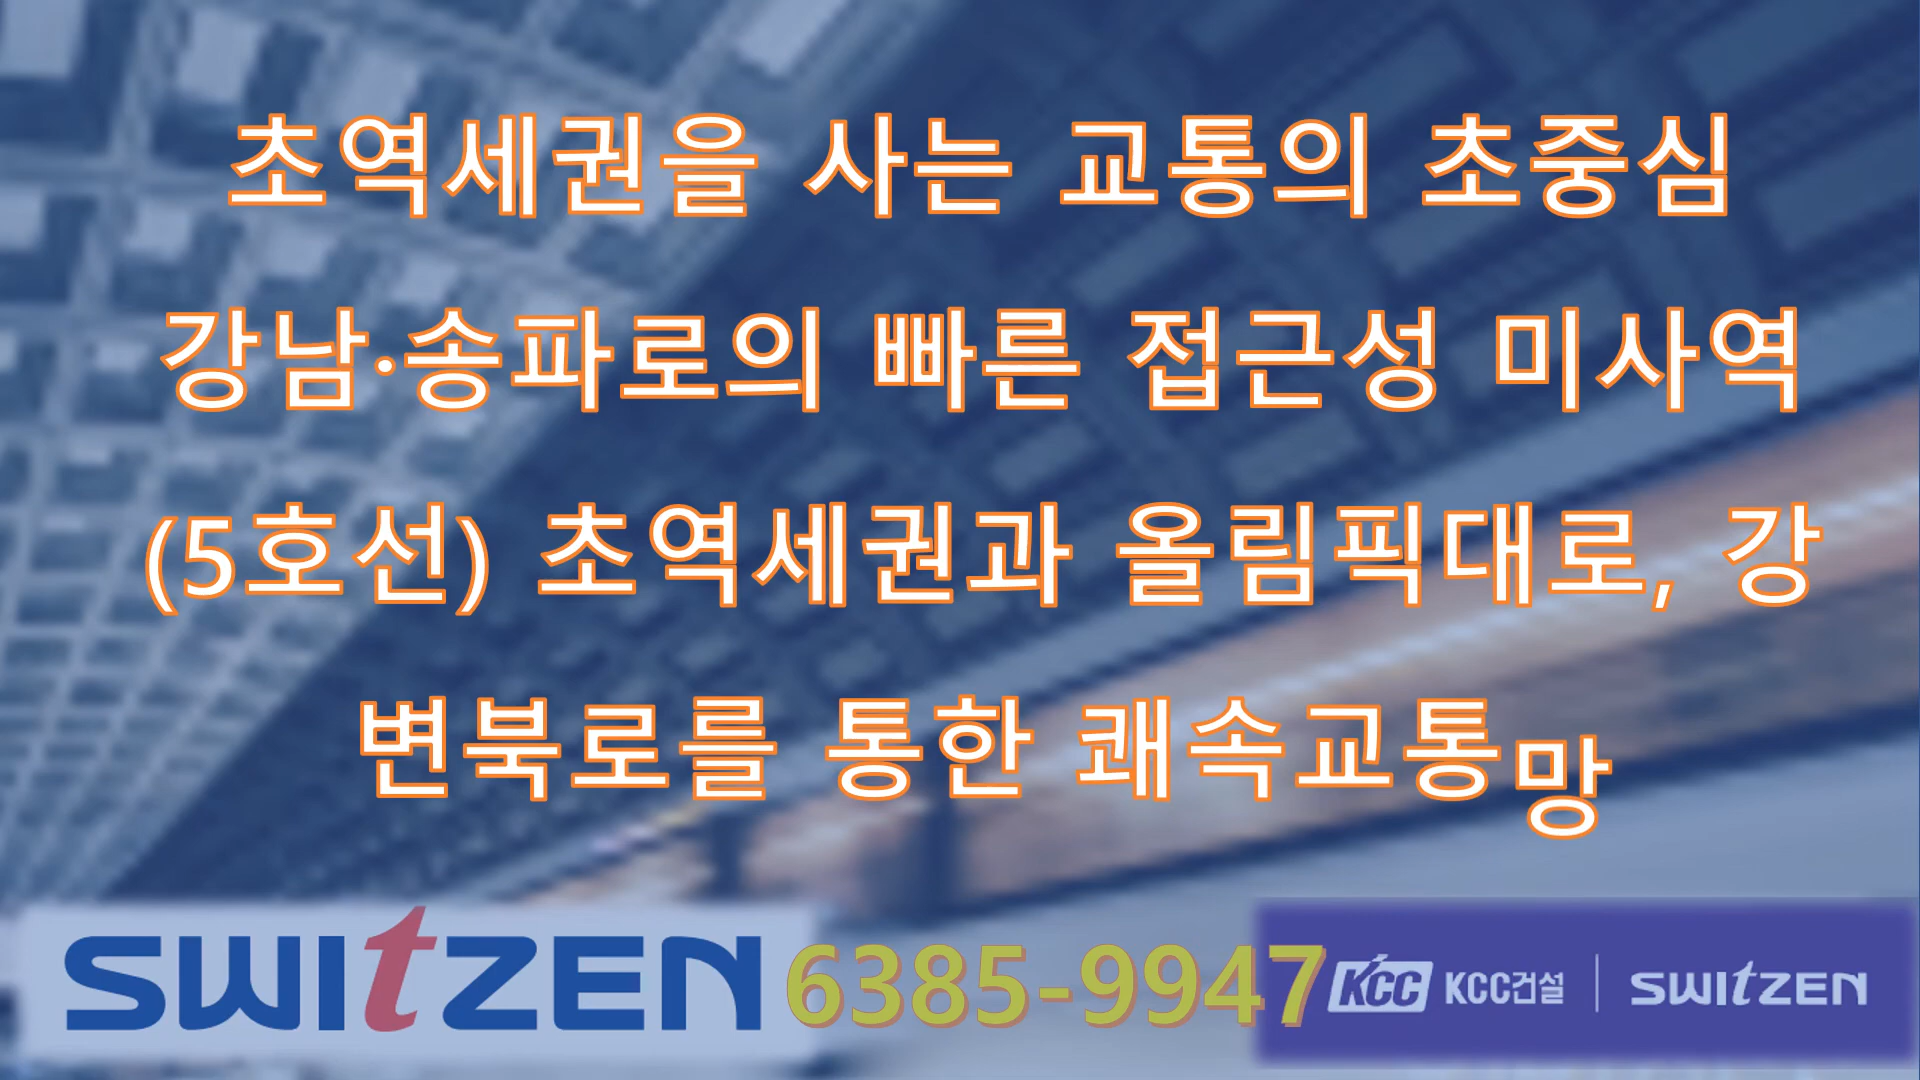 초역세권을 사는 교통의 초중심
강남·송파로의 빠른 접근성 미사역
(5호선) 초역세권과 올림픽대로, 강
변북로를 통한 쾌속교통망
SWItZEN 6385-9947 KCC KCC건설 | SWItZEN